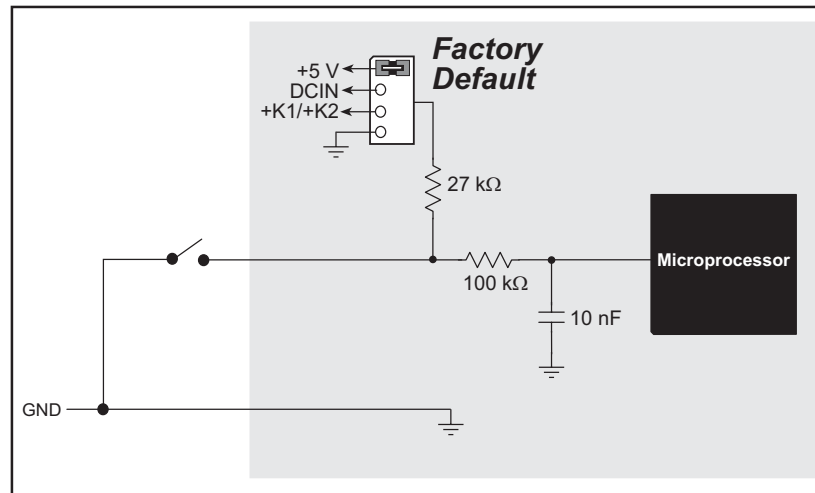 Factory
Default
+5 V
DCIN
+K1/+K2
27 kΩ
Microprocessor
100 kΩ
10 nF
GND